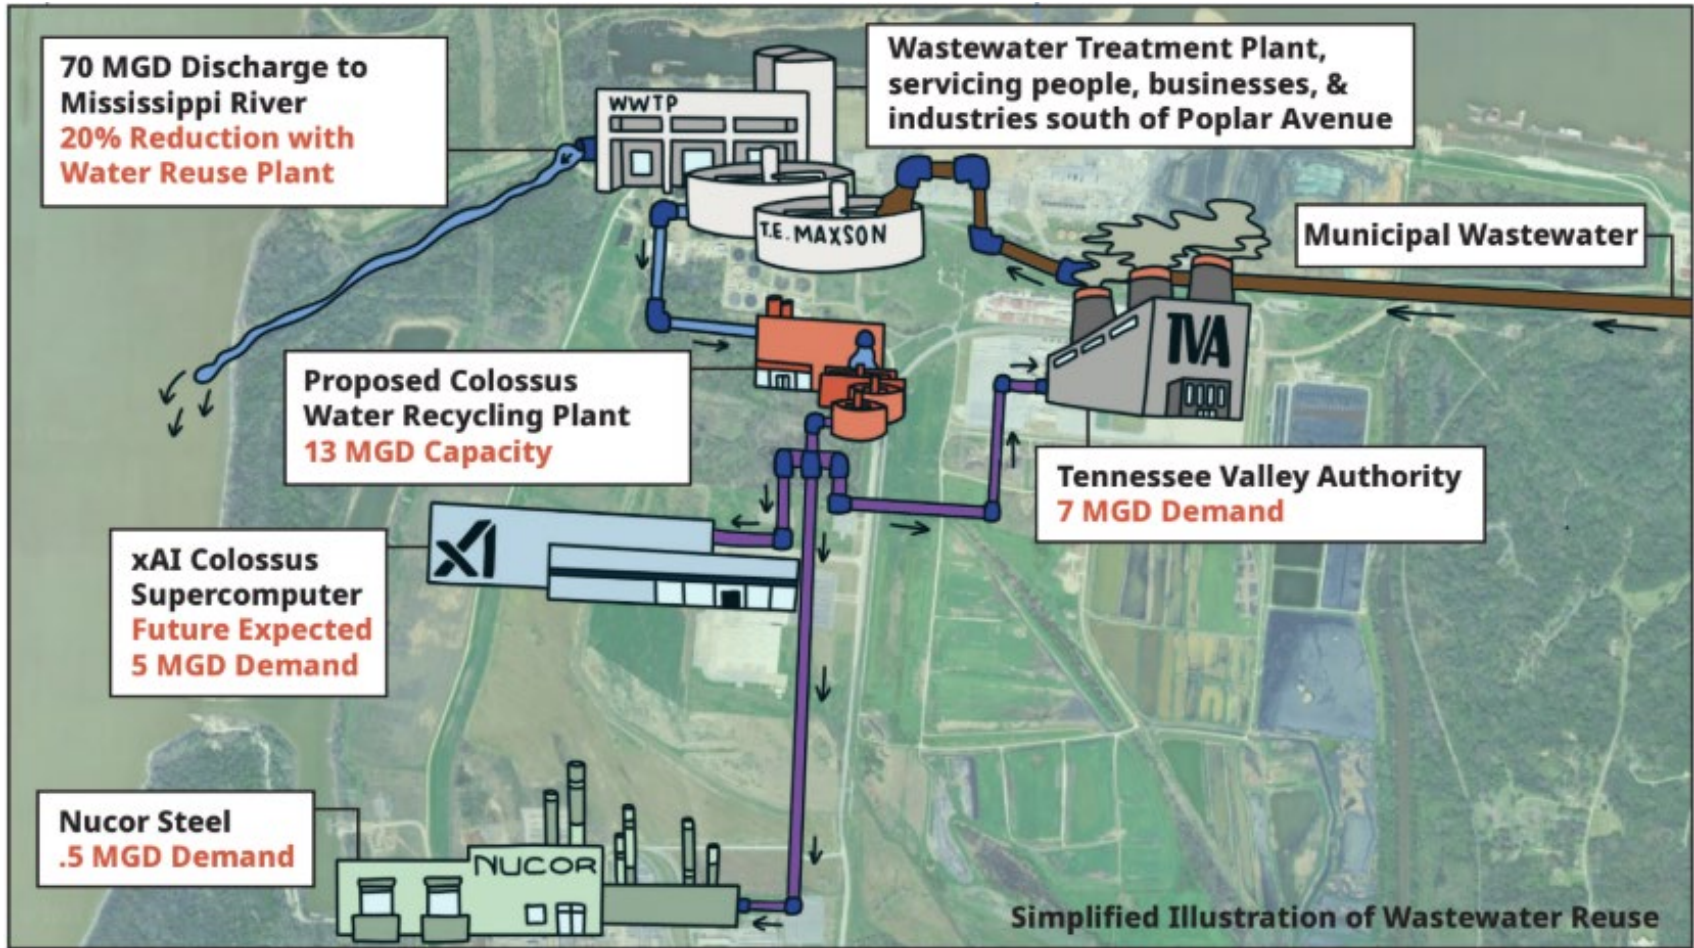 70 MGD Discharge to
Mississippi River
20% Reduction with
Water Reuse Plant
WWTP
Wastewater Treatment Plant,
servicing people, businesses, &
industries south of Poplar Avenue
T.E. MAXSON
Municipal Wastewater
TVA
Proposed Colossus
Water Recycling Plant
13 MGD Capacity
Tennessee Valley Authority
7 MGD Demand
xAI Colossus
Supercomputer
Future Expected
5 MGD Demand
xAI
Nucor Steel
.5 MGD Demand
NUCOR
Simplified Illustration of Wastewater Reuse